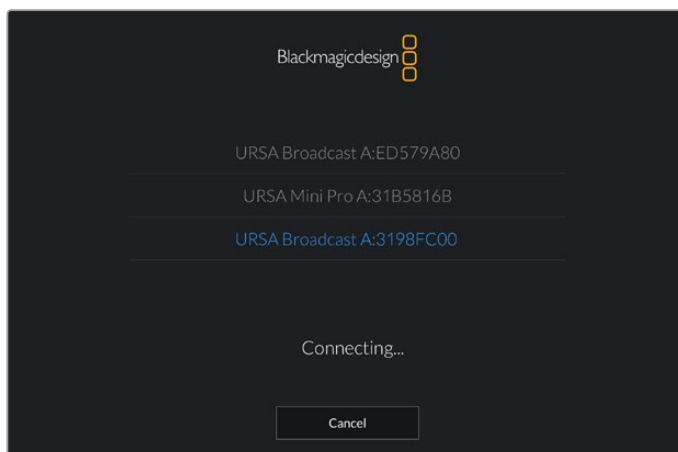 Blackmagicdesign
URSA Broadcast A:ED579A80
URSA Mini Pro A:31B5816B
URSA Broadcast A:3198FC00
Connecting...
Cancel